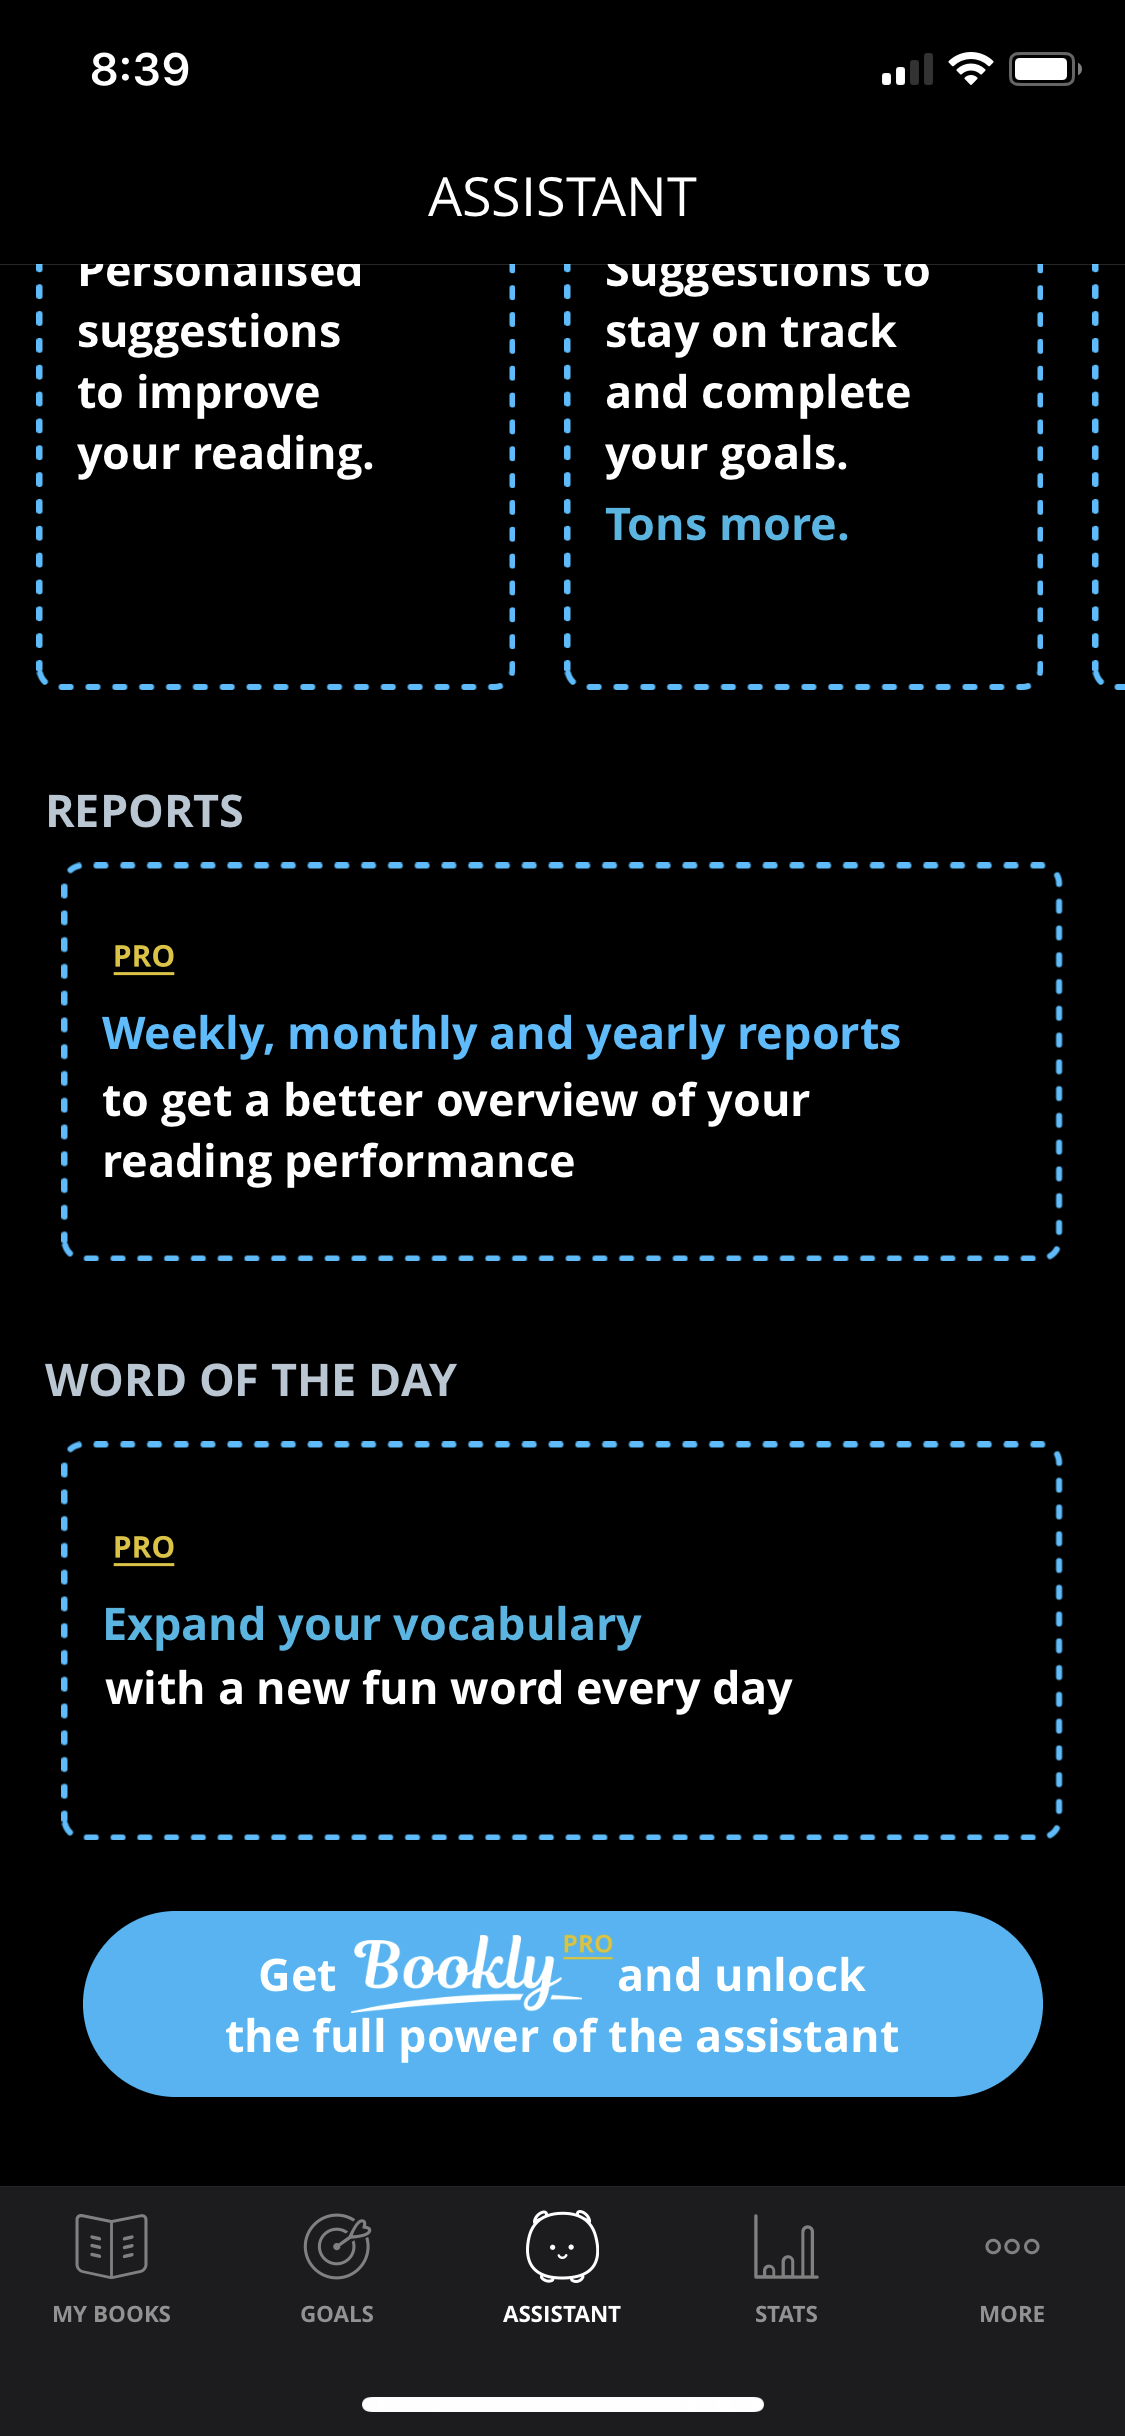 8:39
ASSISTANT
Personalised
suggestions
to improve
your reading.
Suggestions to
stay on track
and complete
your goals.
Tons more.
REPORTS
PRO
Weekly, monthly and yearly reports
to get a better overview of your
reading performance
WORD OF THE DAY
PRO
Expand your vocabulary
with a new fun word every day
Get Bookly PRO and unlock
the full power of the assistant
MY BOOKS
GOALS
ASSISTANT
STATS
MORE